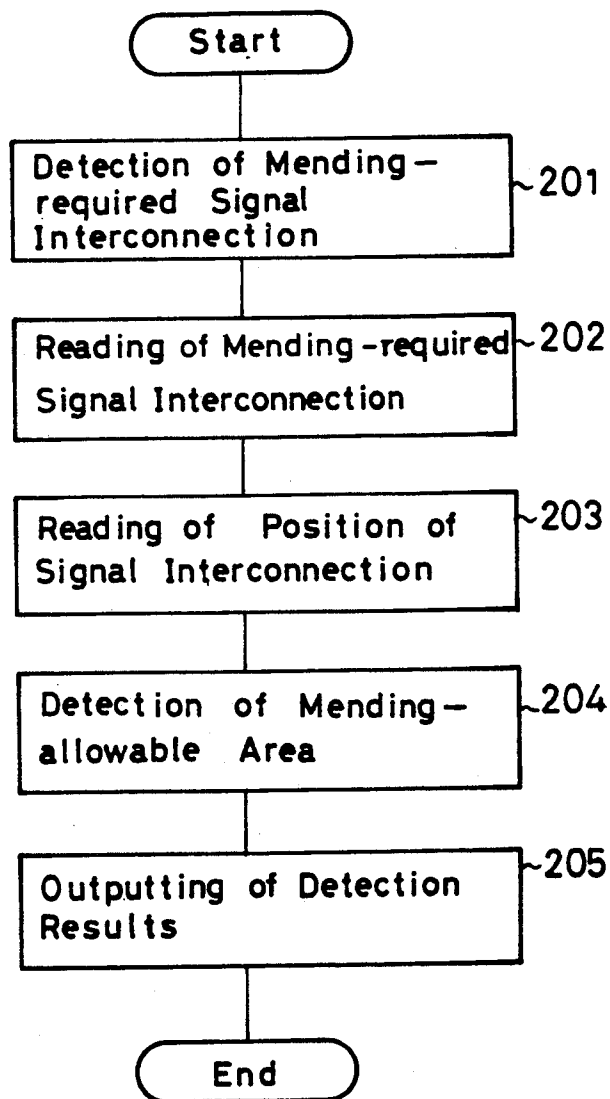 Start
Detection of Mending-
required Signal
Interconnection
201
Reading of Mending-required
Signal Interconnection
202
Reading of Position of
Signal Interconnection
203
Detection of Mending-
allowable Area
204
Outputting of Detection
Results
205
End